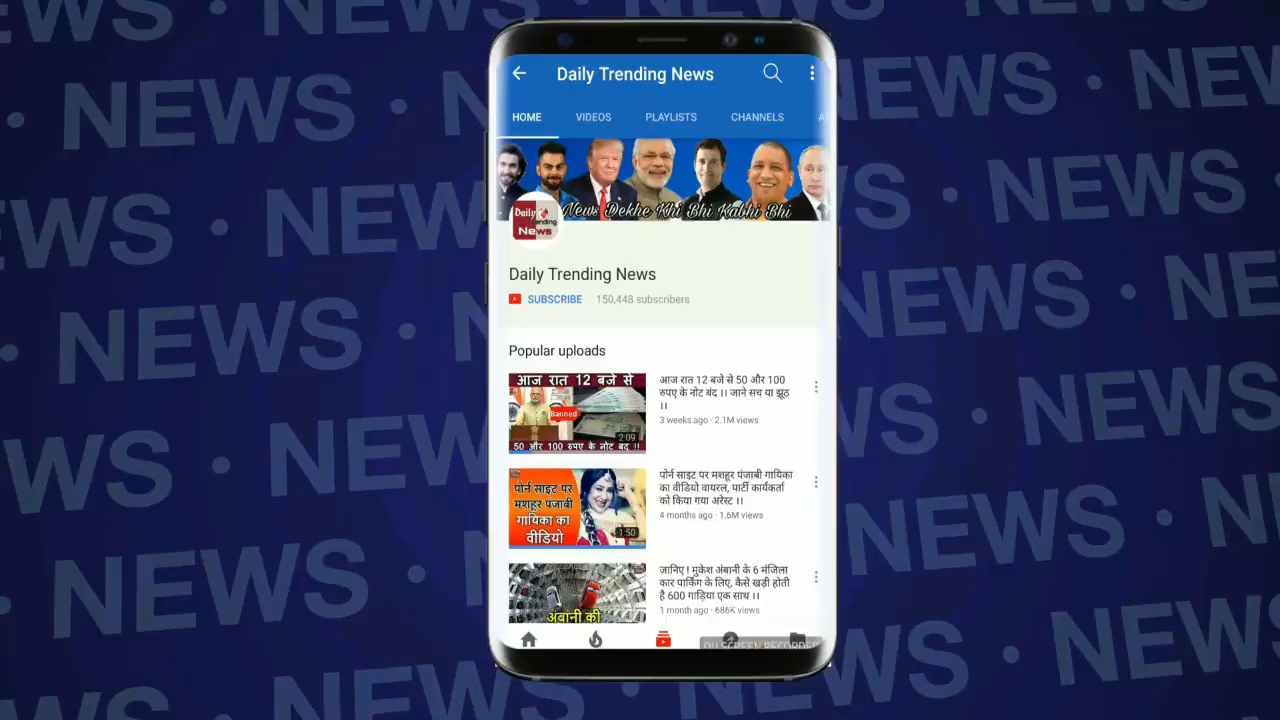 NEWS
Daily Trending News
HOME VIDEOS PLAYLISTS CHANNELS A
News Dekhe Khi Bhi Kabhi Bhi
Daily
Trending
News
Daily Trending News
SUBSCRIBE 150,448 subscribers
Popular uploads
आज रात 12 बजे से
Banned
2:09
50 और 100 रुपए के नोट बद !!
आज रात 12 बजे से 50 और 100
रुपए के नोट बंद ।। जाने सच या झूठ
।।
3 weeks ago · 2.1M views
पोर्न साइट पर
मशहूर पंजाबी
गायिका का
वीडियो
1:50
पोर्न साइट पर मशहूर पंजाबी गायिका
का वीडियो वायरल, पार्टी कार्यकर्ता
को किया गया अरेस्ट ।।
4 months ago · 1.6M views
अंबानी की
जानिए ! मुकेश अंबानी के 6 मंजिला
कार पार्किंग के लिए, कैसे खड़ी होती
है 600 गाड़िया एक साथ ।।
1 month ago · 686K views
DU SCREEN RECORDER